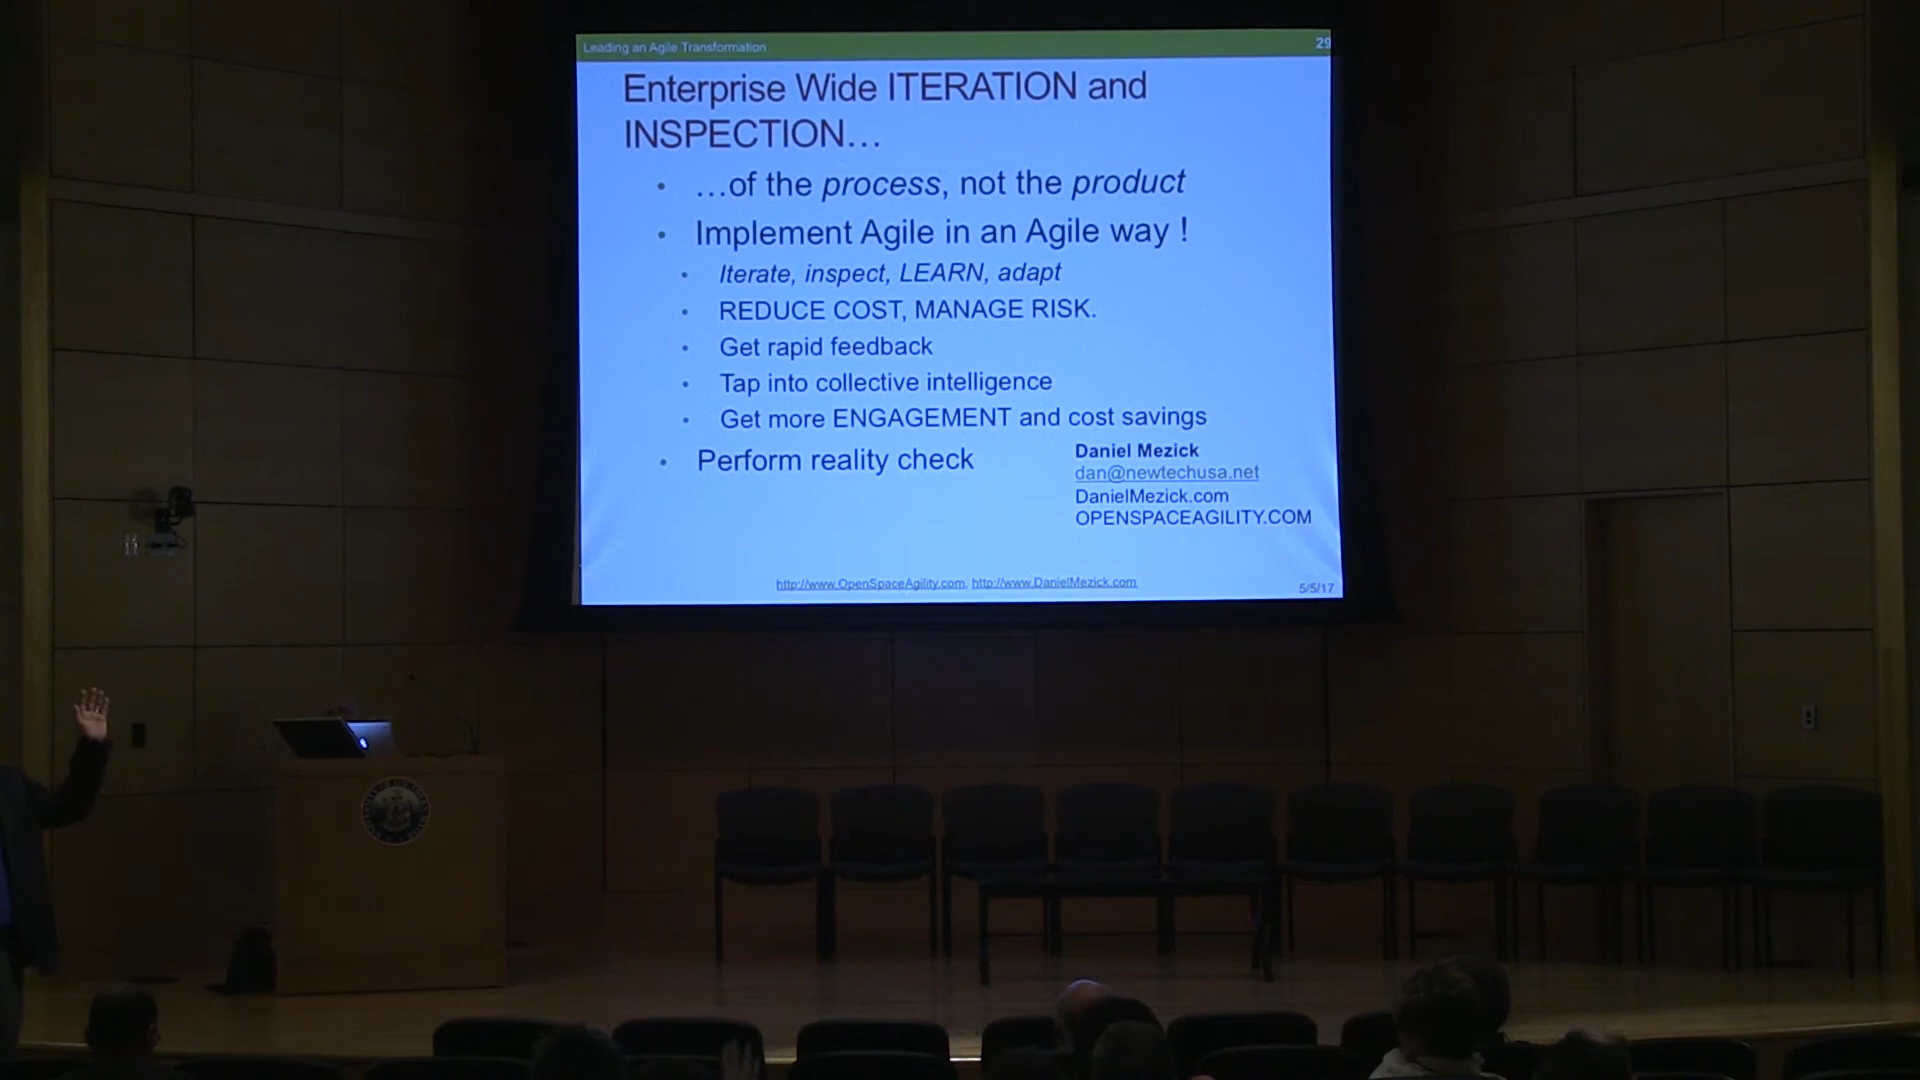 Leading an Agile Transformation
29
Enterprise Wide ITERATION and
INSPECTION…
• …of the process, not the product
• Implement Agile in an Agile way !
• Iterate, inspect, LEARN, adapt
• REDUCE COST, MANAGE RISK.
• Get rapid feedback
• Tap into collective intelligence
• Get more ENGAGEMENT and cost savings
• Perform reality check
Daniel Mezick
dan@newtechusa.net
DanielMezick.com
OPENSPACEAGILITY.COM
http://www.OpenSpaceAgility.com, http://www.DanielMezick.com
5/5/17